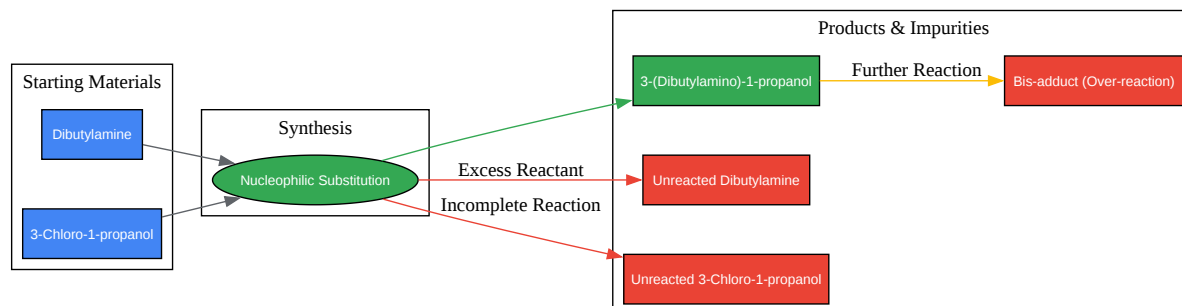 Products & Impurities
Starting Materials
3-(Dibutylamino)-1-propanol
Further Reaction
Bis-adduct (Over-reaction)
Dibutylamine
Synthesis
Nucleophilic Substitution
Excess Reactant
Unreacted Dibutylamine
3-Chloro-1-propanol
Incomplete Reaction
Unreacted 3-Chloro-1-propanol